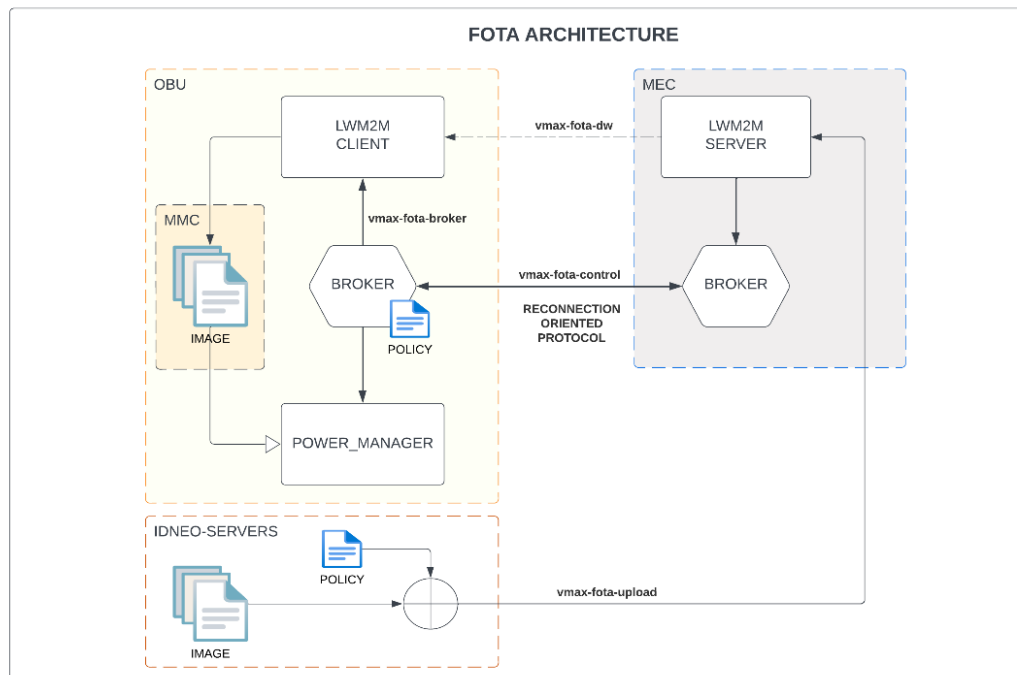 FOTA ARCHITECTURE
OBU
MEC
LWM2M
CLIENT
vmax-fota-dw
LWM2M
SERVER
MMC
vmax-fota-broker
IMAGE
BROKER
POLICY
vmax-fota-control
RECONNECTION
ORIENTED
PROTOCOL
BROKER
POWER_MANAGER
IDNEO-SERVERS
POLICY
IMAGE
vmax-fota-upload